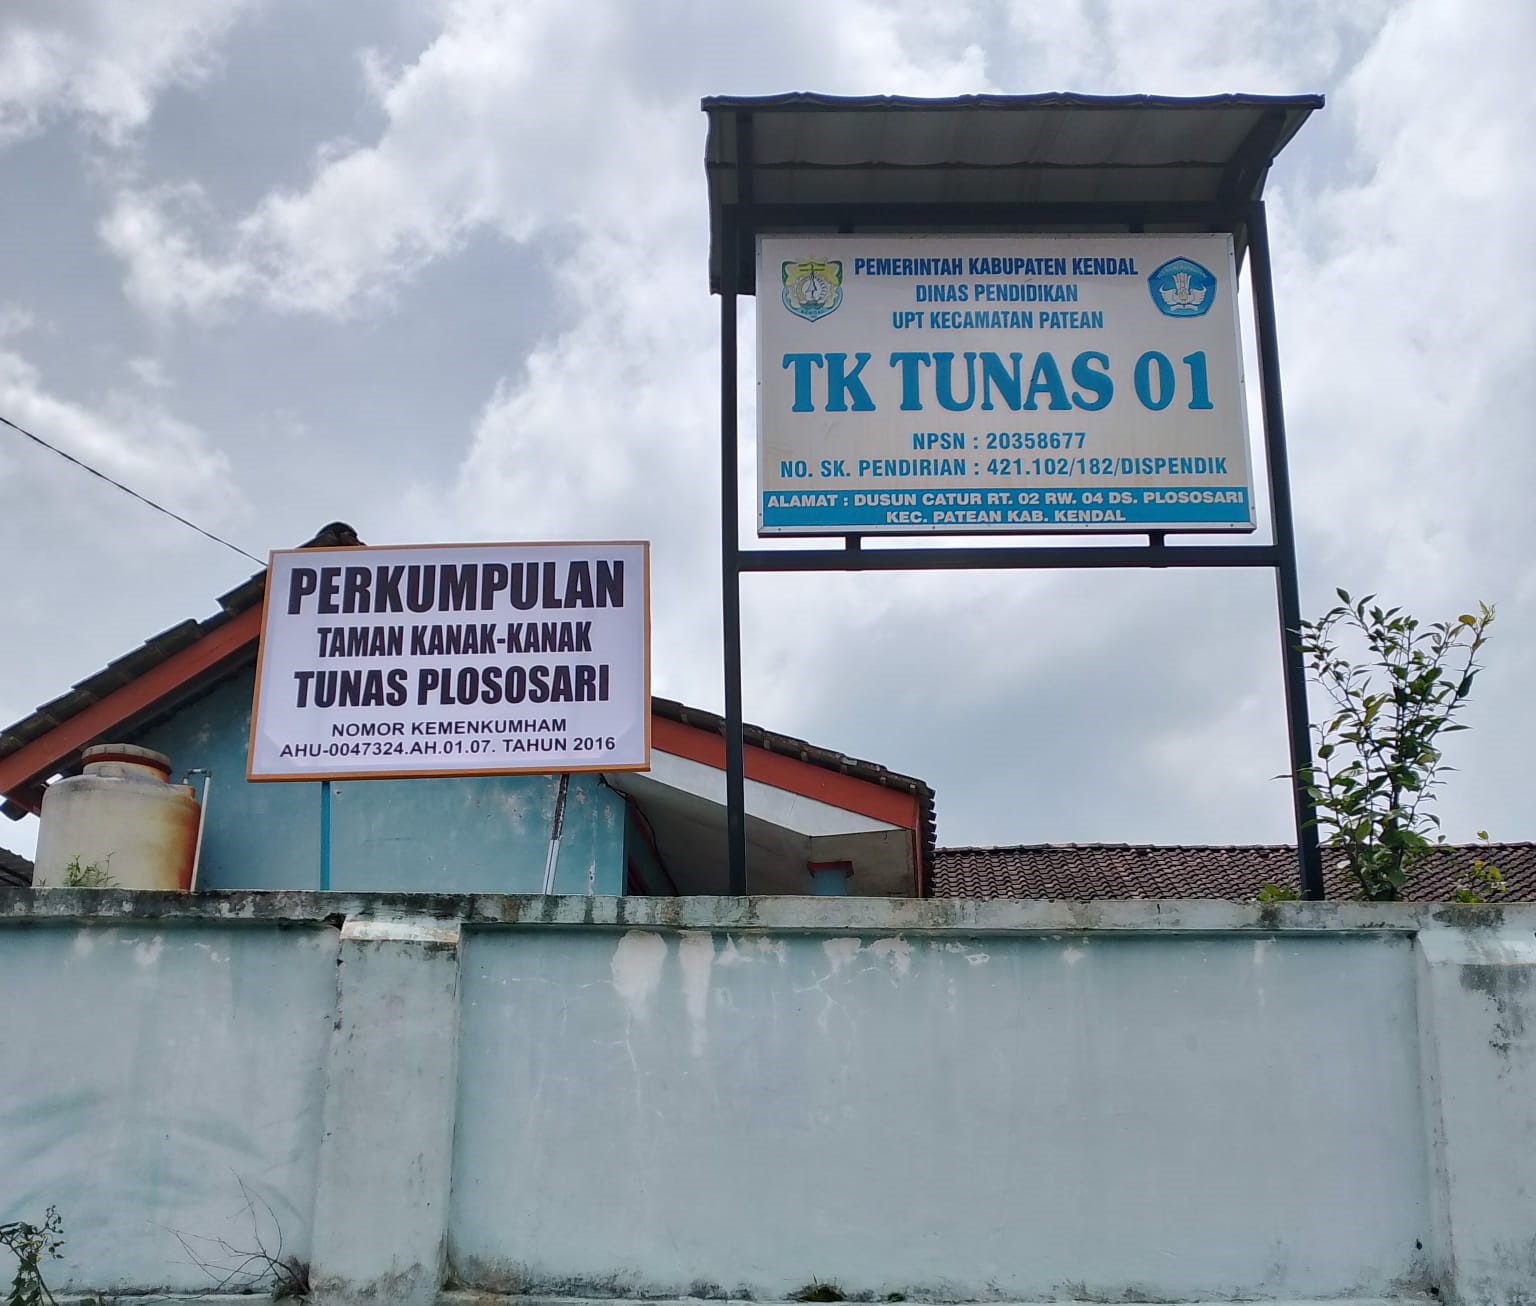 PERKUMPULAN
TAMAN KANAK-KANAK
TUNAS PLOSOSARI
NOMOR KEMENKUMHAM
AHU-0047324.AH.01.07. TAHUN 2016
PEMERINTAH KABUPATEN KENDAL
DINAS PENDIDIKAN
UPT KECAMATAN PATEAN
TK TUNAS 01
NPSN : 20358677
NO. SK. PENDIRIAN : 421.102/182/DISPENDIK
ALAMAT : DUSUN CATUR RT. 02 RW. 04 DS. PLOSOSARI
KEC. PATEAN KAB. KENDAL